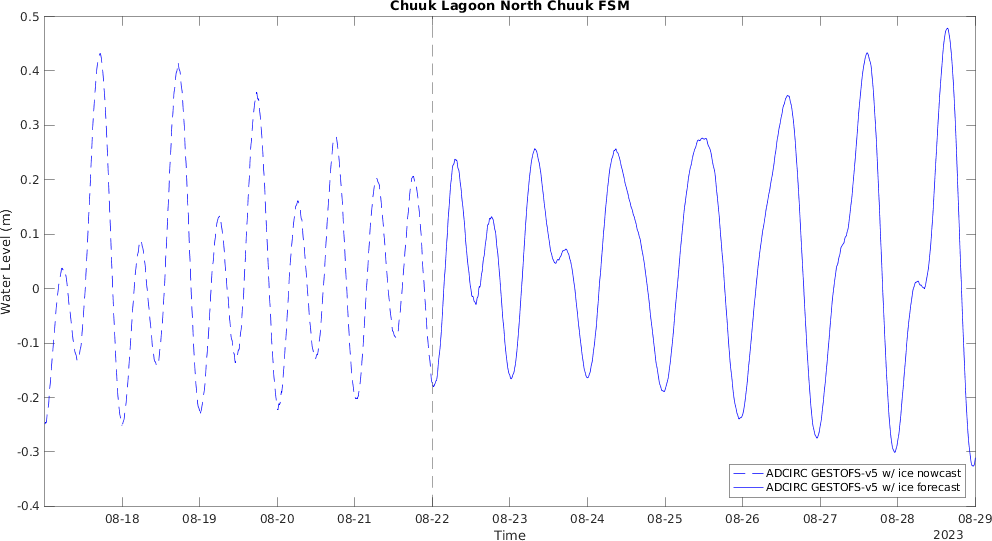 Chuuk Lagoon North Chuuk FSM
0.5
0.4
0.3
0.2
0.1
0
-0.1
-0.2
-0.3
-0.4
Water Level (m)
ADCIRC GESTOFS-v5 w/ ice nowcast
ADCIRC GESTOFS-v5 w/ ice forecast
08-18 08-19 08-20 08-21 08-22 08-23 08-24 08-25 08-26 08-27 08-28 08-29
Time
2023